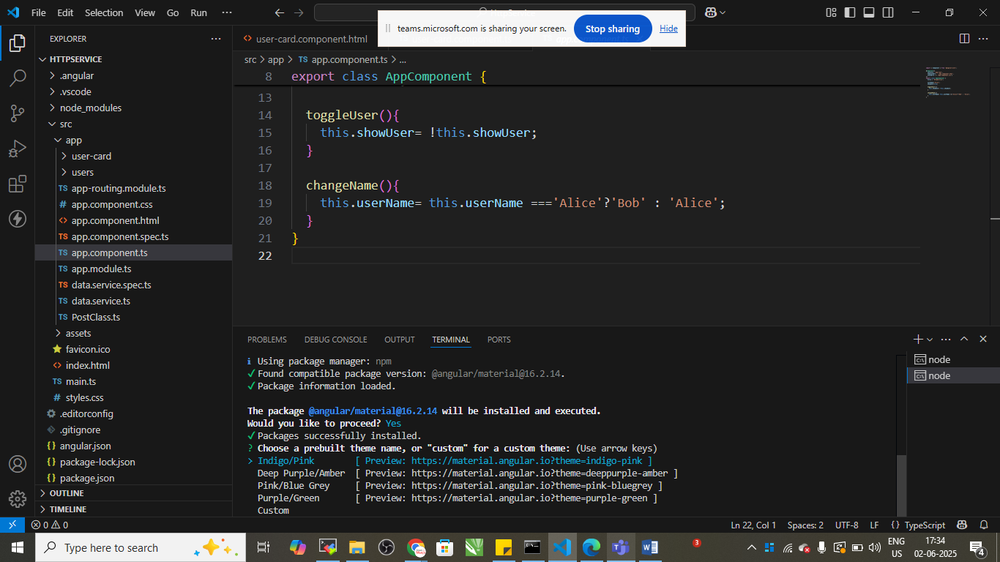 File Edit Selection View Go Run ...
teams.microsoft.com is sharing your screen. Stop sharing Hide
EXPLORER ...
HTTPSERVICE
.angular
.vscode
node_modules
src
app
user-card
users
TS app-routing.module.ts
# app.component.css
<> app.component.html
TS app.component.spec.ts
TS app.component.ts
TS app.module.ts
TS data.service.spec.ts
TS data.service.ts
TS PostClass.ts
assets
favicon.ico
<> index.html
TS main.ts
# styles.css
.editorconfig
.gitignore
{} angular.json
{} package-lock.json
{} package.json
OUTLINE
TIMELINE
<> user-card.component.html
src > app > TS app.component.ts > ...
8 export class AppComponent {
13
14 toggleUser(){
15 this.showUser= !this.showUser;
16 }
17
18 changeName(){
19 this.userName= this.userName ==='Alice'?'Bob' : 'Alice';
20 }
21 }
22
PROBLEMS DEBUG CONSOLE OUTPUT TERMINAL PORTS
node
node
i Using package manager: npm
✓ Found compatible package version: @angular/material@16.2.14.
✓ Package information loaded.
The package @angular/material@16.2.14 will be installed and executed.
Would you like to proceed? Yes
✓ Packages successfully installed.
? Choose a prebuilt theme name, or "custom" for a custom theme: (Use arrow keys)
> Indigo/Pink [ Preview: https://material.angular.io?theme=indigo-pink ]
Deep Purple/Amber [ Preview: https://material.angular.io?theme=deeppurple-amber ]
Pink/Blue Grey [ Preview: https://material.angular.io?theme=pink-bluegrey ]
Purple/Green [ Preview: https://material.angular.io?theme=purple-green ]
Custom
0 0 Ln 22, Col 1 Spaces: 2 UTF-8 LF {} TypeScript
Type here to search
3
ENG
US
17:34
02-06-2025
4